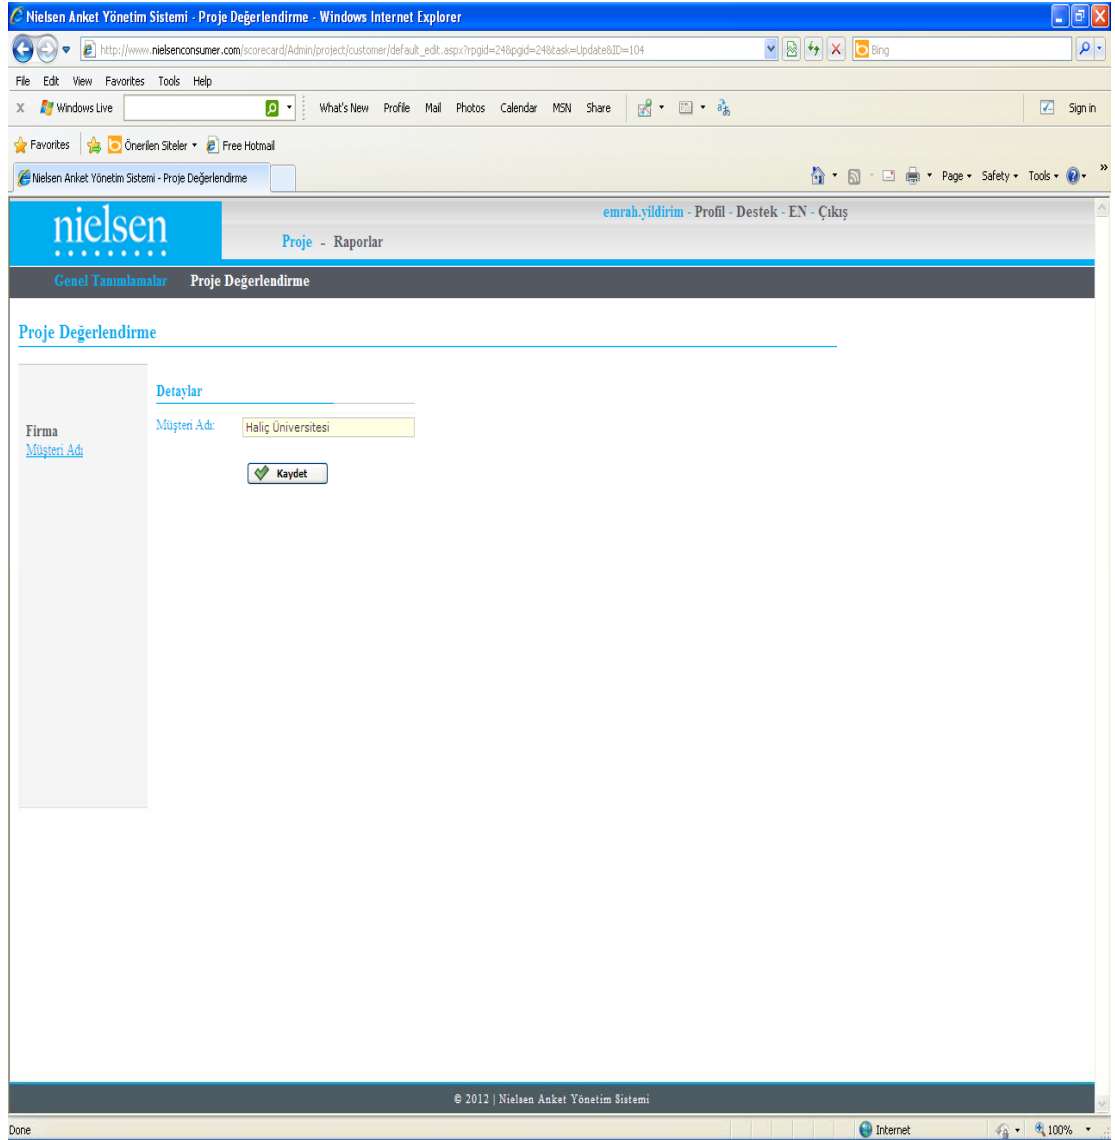 Nielsen Anket Yönetim Sistemi - Proje Değerlendirme - Windows Internet Explorer
http://www.nielsenconsumer.com/scorecard/Admin/project/customer/default_edit.aspx?rpgid=24&pgid=24&task=Update&ID=104
Bing
File Edit View Favorites Tools Help
X Windows Live What's New Profile Mail Photos Calendar MSN Share Sign in
Favorites Önerilen Siteler Free Hotmail
Nielsen Anket Yönetim Sistemi - Proje Değerlendirme Page Safety Tools »
nielsen
emrah.yildirim - Profil - Destek - EN - Çıkış
Proje - Raporlar
Genel Tanımlamalar Proje Değerlendirme
Proje Değerlendirme
Detaylar
Firma
Müşteri Adı
Müşteri Adı: Haliç Üniversitesi
Kaydet
© 2012 | Nielsen Anket Yönetim Sistemi
Done Internet 100%